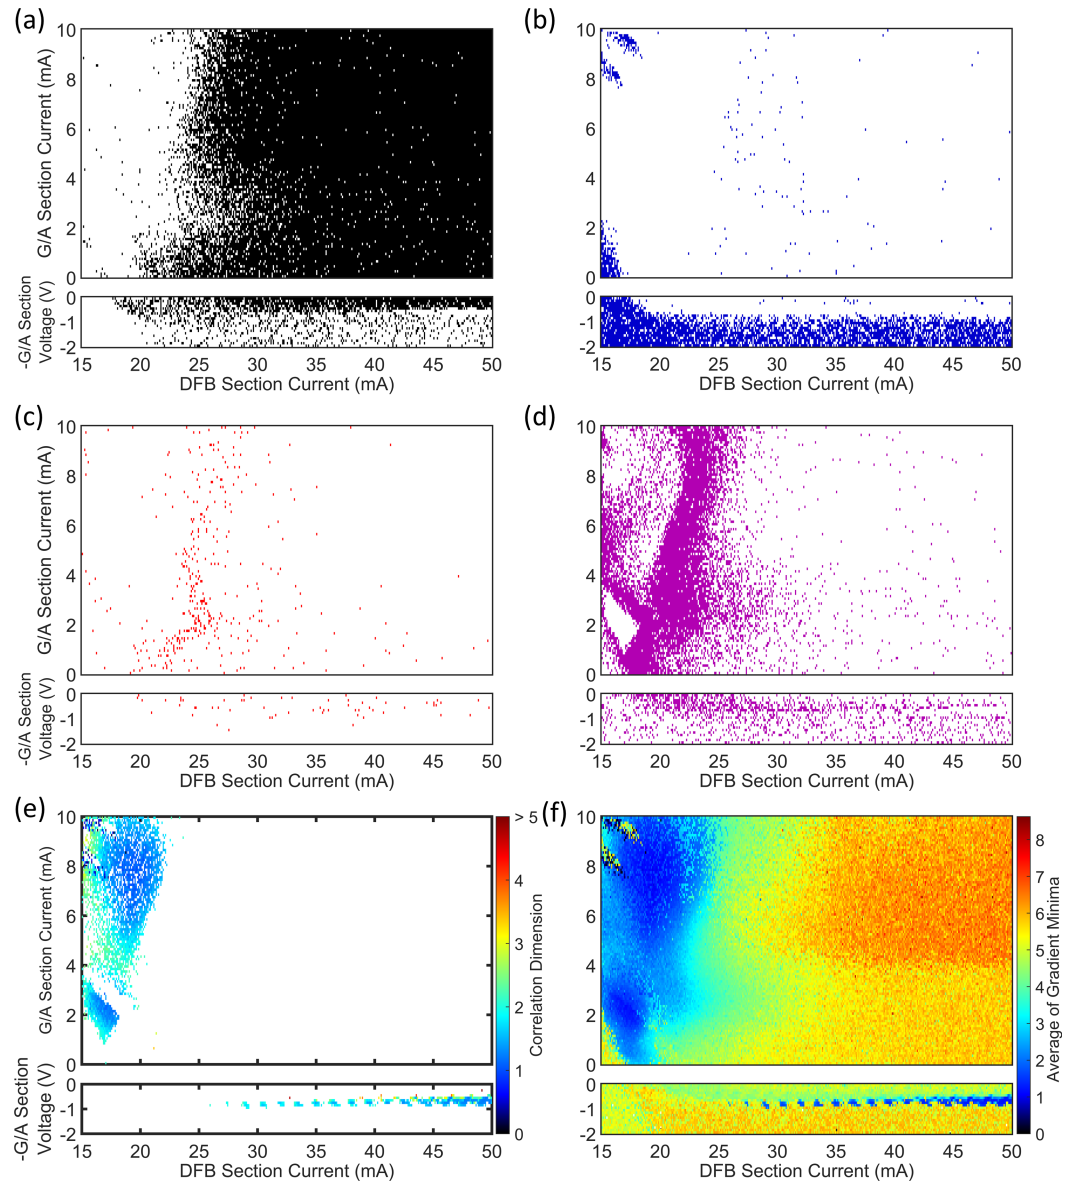 (a)
10
8
6
4
2
0
G/A Section Current (mA)
0
-1
-2
-G/A Section
Voltage (V)
15 20 25 30 35 40 45 50
DFB Section Current (mA)
(b)
10
8
6
4
2
0
0
-1
-2
15 20 25 30 35 40 45 50
DFB Section Current (mA)
(c)
10
8
6
4
2
0
G/A Section Current (mA)
0
-1
-2
-G/A Section
Voltage (V)
15 20 25 30 35 40 45 50
DFB Section Current (mA)
(d)
10
8
6
4
2
0
0
-1
-2
15 20 25 30 35 40 45 50
DFB Section Current (mA)
(e)
10
8
6
4
2
0
G/A Section Current (mA)
0
-1
-2
-G/A Section
Voltage (V)
15 20 25 30 35 40 45 50
DFB Section Current (mA)
> 5
4
3
2
1
0
Correlation Dimension
(f)
10
8
6
4
2
0
0
-1
-2
15 20 25 30 35 40 45 50
DFB Section Current (mA)
8
7
6
5
4
3
2
1
0
Average of Gradient Minima